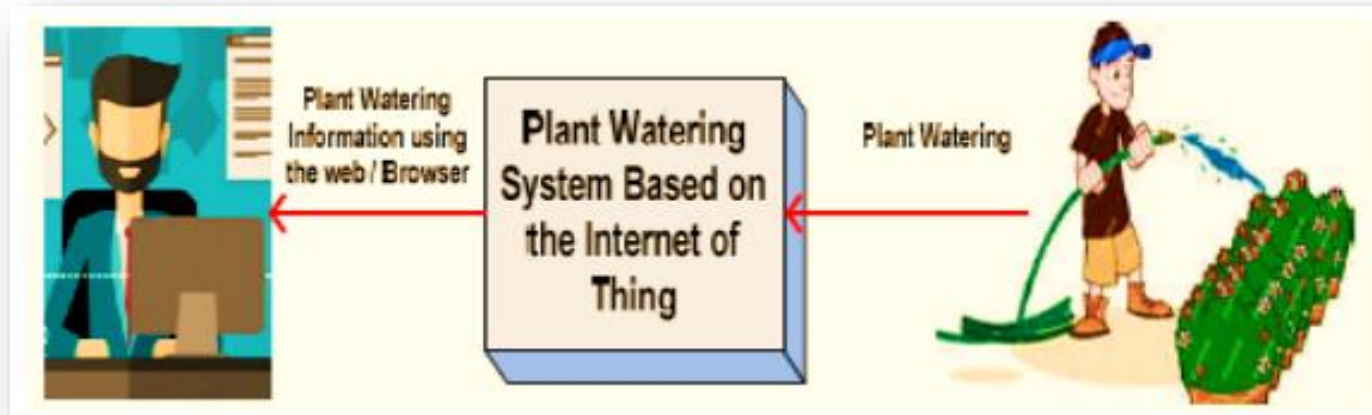 Plant Watering
Information using
the web / Browser
Plant Watering
System Based on
the Internet of
Thing
Plant Watering